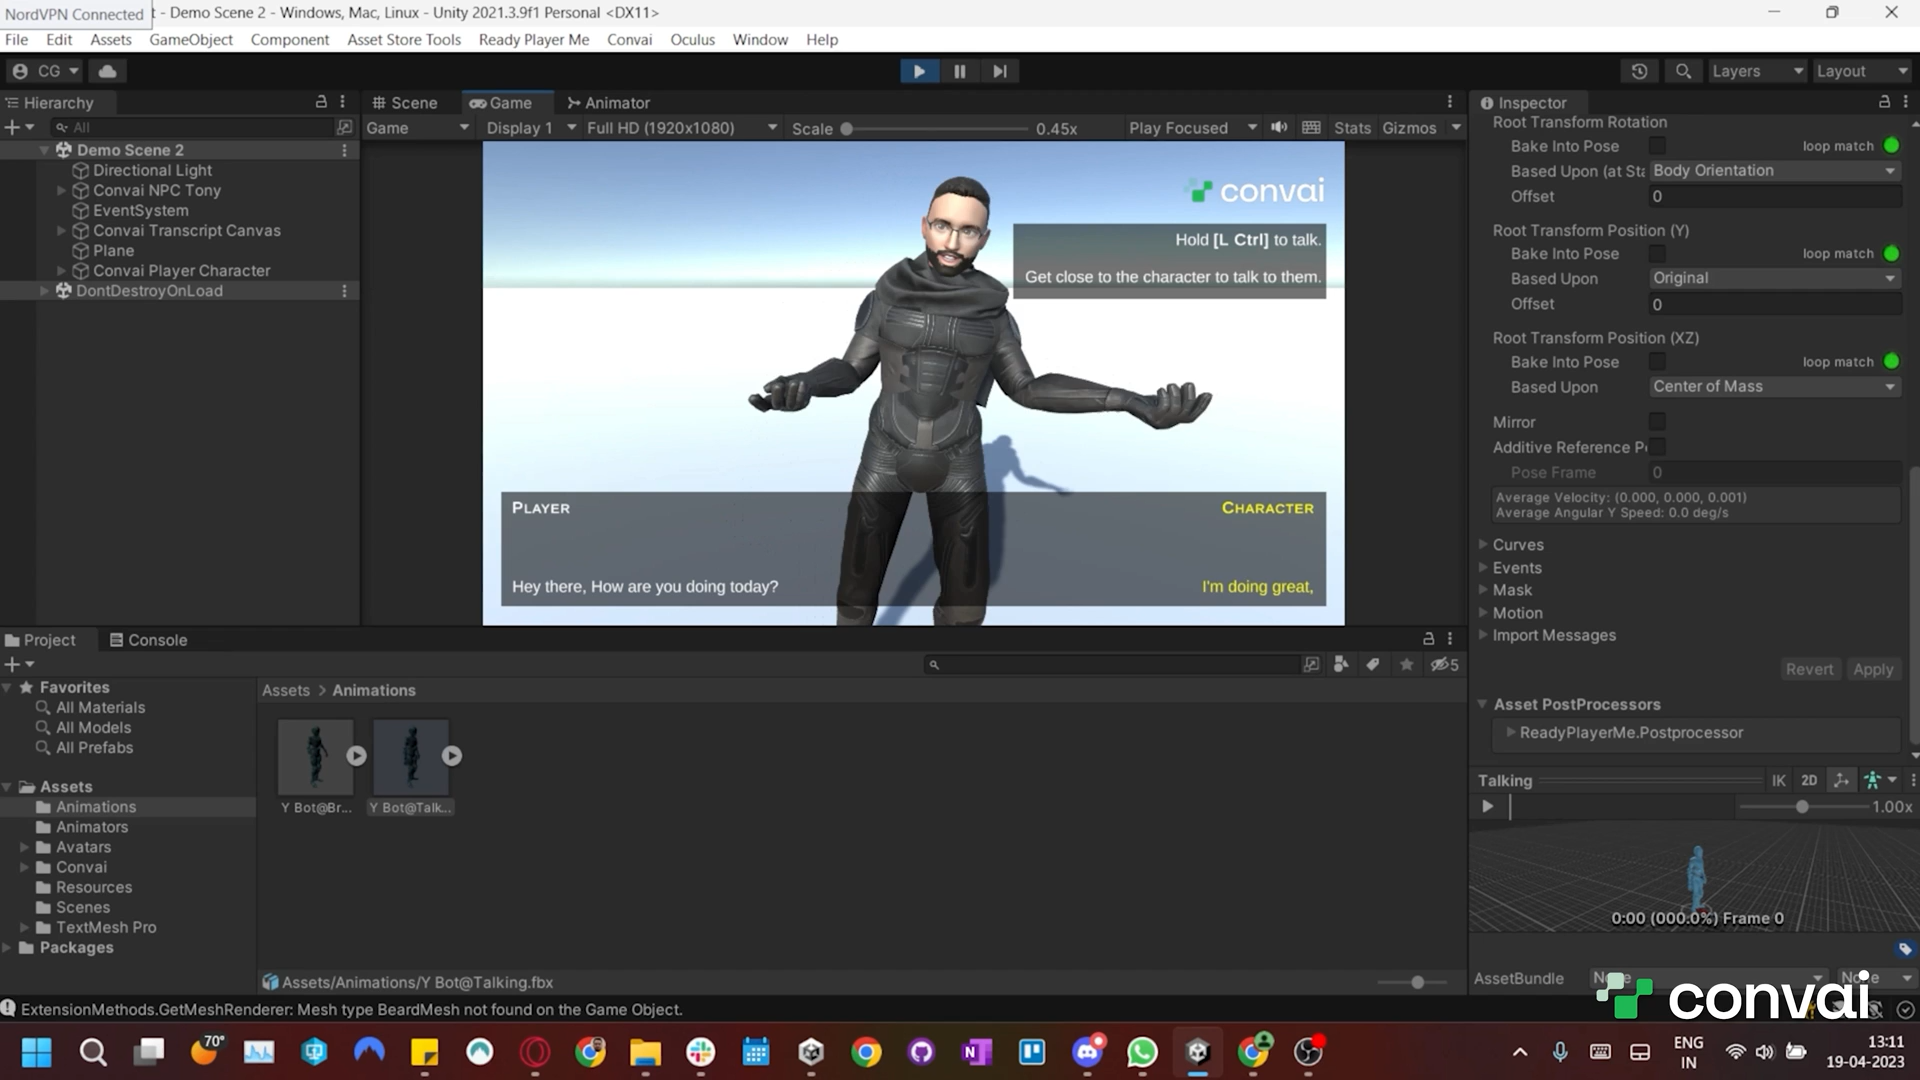 NordVPN Connected
t - Demo Scene 2 - Windows, Mac, Linux - Unity 2021.3.9f1 Personal <DX11>
File Edit Assets GameObject Component Asset Store Tools Ready Player Me Convai Oculus Window Help
CG
Layers Layout
Hierarchy
Scene Game Animator
Inspector
All
Game Display 1 Full HD (1920x1080) Scale 0.45x Play Focused Stats Gizmos
Demo Scene 2
Directional Light
Convai NPC Tony
EventSystem
Convai Transcript Canvas
Plane
Convai Player Character
DontDestroyOnLoad
convai
Hold [L Ctrl] to talk.
Get close to the character to talk to them.
PLAYER CHARACTER
Hey there, How are you doing today? I'm doing great,
Root Transform Rotation
Bake Into Pose loop match
Based Upon (at Sta Body Orientation
Offset 0
Root Transform Position (Y)
Bake Into Pose loop match
Based Upon Original
Offset 0
Root Transform Position (XZ)
Bake Into Pose loop match
Based Upon Center of Mass
Mirror
Additive Reference P
Pose Frame 0
Average Velocity: (0.000, 0.000, 0.001)
Average Angular Y Speed: 0.0 deg/s
Curves
Events
Mask
Motion
Import Messages
Revert Apply
Asset PostProcessors
ReadyPlayerMe.Postprocessor
Talking IK 2D
1.00x
0:00 (000.0%) Frame 0
AssetBundle None None
Project Console
5
Favorites
All Materials
All Models
All Prefabs
Assets
Animations
Animators
Avatars
Convai
Resources
Scenes
TextMesh Pro
Packages
Assets > Animations
Y Bot@Br... Y Bot@Talk...
Assets/Animations/Y Bot@Talking.fbx
convai
ExtensionMethods.GetMeshRenderer: Mesh type BeardMesh not found on the Game Object.
70°
ENG
IN
13:11
19-04-2023